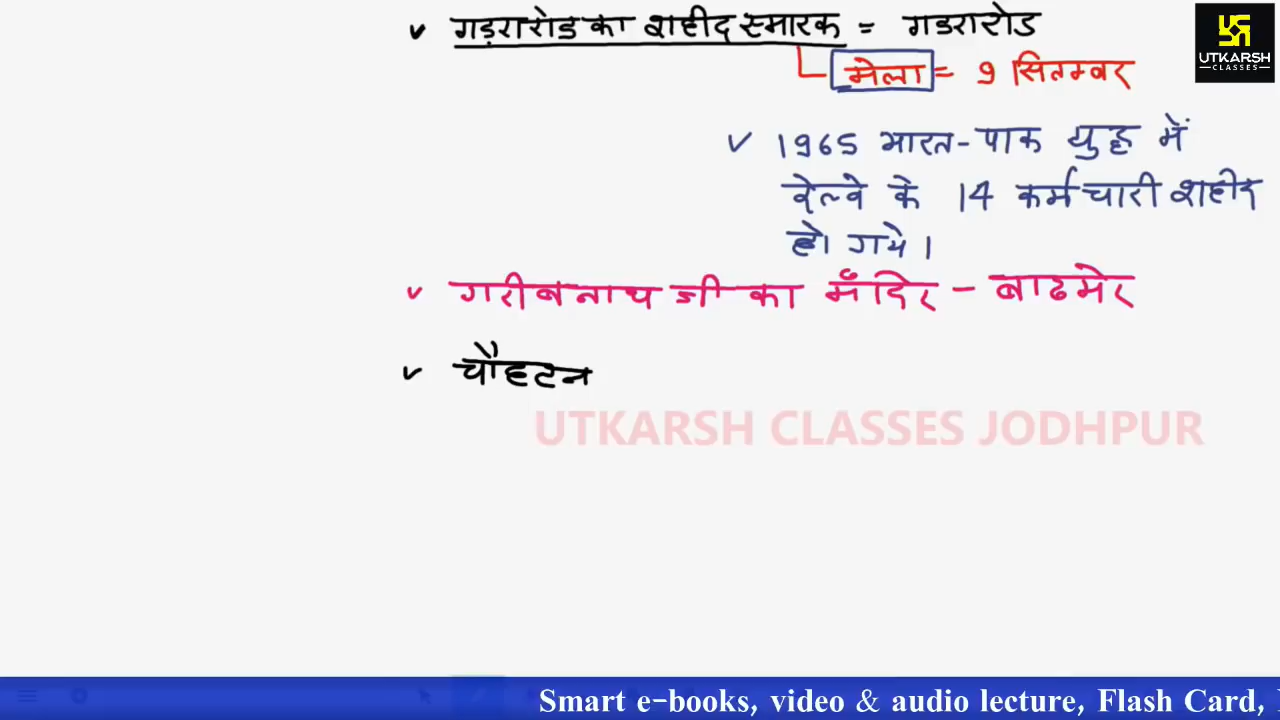 ✓ गड़रारोड का शहीद स्मारक = गडरारोड
मेला = 9 सितम्बर
✓ 1965 भारत-पाक युद्ध में
रेल्वे के 14 कर्मचारी शहीद
हो गये।
✓ गरीबनाथ जी का मंदिर - बाढमेर
✓ चौहटन
UTKARSH CLASSES JODHPUR
UTKARSH
CLASSES
Smart e-books, video & audio lecture, Flash Card,